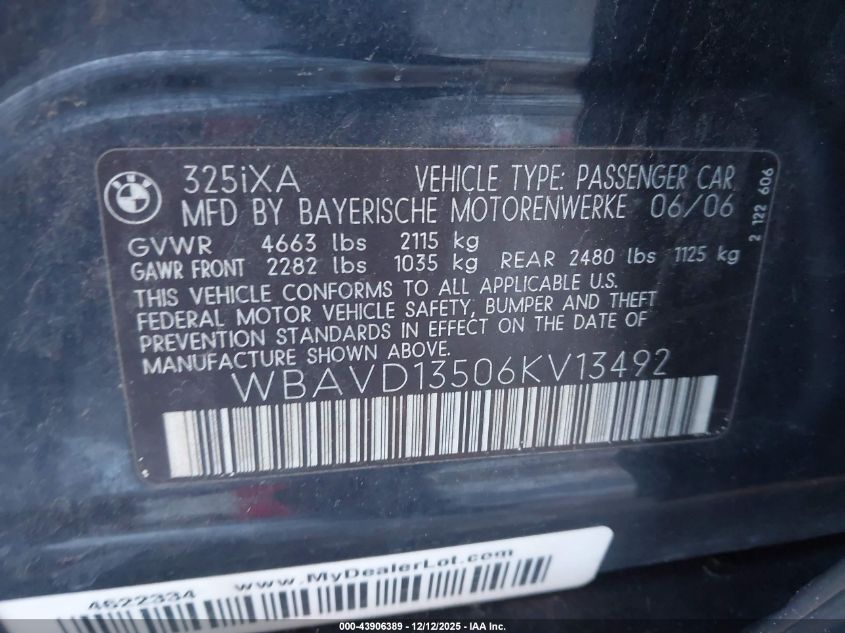 BMW
325iXA VEHICLE TYPE: PASSENGER CAR
MFD BY BAYERISCHE MOTORENWERKE 06/06
GVWR 4663 lbs 2115 kg
GAWR FRONT 2282 lbs 1035 kg REAR 2480 lbs 1125 kg
THIS VEHICLE CONFORMS TO ALL APPLICABLE U.S.
FEDERAL MOTOR VEHICLE SAFETY, BUMPER AND THEFT
PREVENTION STANDARDS IN EFFECT ON THE DATE OF
MANUFACTURE SHOWN ABOVE.
WBAVD13506KV13492
2 122 606
www.MyDealerLot.com
4622334
000-43906389 - 12/12/2025 - IAA Inc.